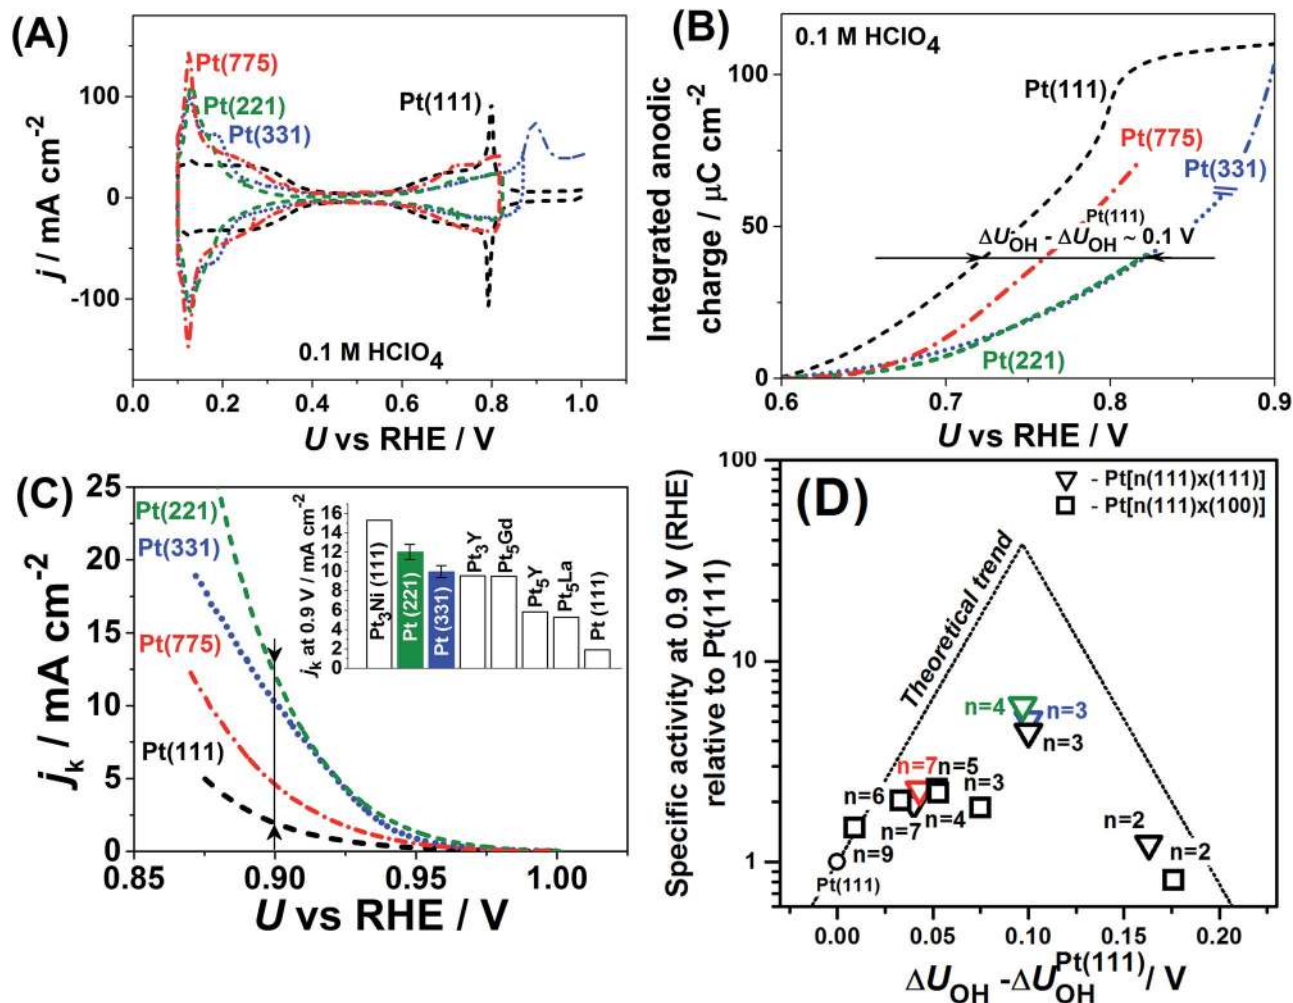 (A)
Pt(775)
Pt(221)
Pt(331)
Pt(111)
0.1 M HClO4
j / mA cm-2
100
0
-100
0.0 0.2 0.4 0.6 0.8 1.0
U vs RHE / V
(B)
0.1 M HClO4
Pt(111)
Pt(775)
Pt(331)
ΔUOH - ΔUOH Pt(111) ~ 0.1 V
Pt(221)
Integrated anodic
charge / μC cm-2
100
50
0
0.6 0.7 0.8 0.9
U vs RHE / V
(C)
Pt(221)
Pt(331)
Pt(775)
Pt(111)
jk / mA cm-2
25
20
15
10
5
0
0.85 0.90 0.95 1.00
U vs RHE / V
jk at 0.9 V / mA cm-2
16
14
12
10
8
6
4
2
0
Pt3Ni (111)
Pt (221)
Pt (331)
Pt3Y
Pt5Gd
Pt5Y
Pt5La
Pt (111)
(D)
- Pt[n(111)x(111)]
- Pt[n(111)x(100)]
Theoretical trend
n=4
n=3
n=3
n=7
n=5
n=3
n=6
n=7
n=4
n=9
n=2
n=2
Pt(111)
Specific activity at 0.9 V (RHE)
relative to Pt(111)
100
10
1
0.00 0.05 0.10 0.15 0.20
ΔUOH -ΔUOH Pt(111)/ V